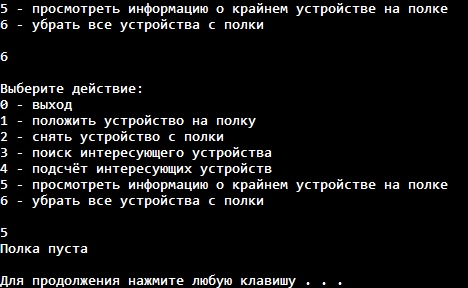 5 - просмотреть информацию о крайнем устройстве на полке
6 - убрать все устройства с полки
6
Выберите действие:
0 - выход
1 - положить устройство на полку
2 - снять устройство с полки
3 - поиск интересующего устройства
4 - подсчёт интересующих устройств
5 - просмотреть информацию о крайнем устройстве на полке
6 - убрать все устройства с полки
5
Полка пуста
Для продолжения нажмите любую клавишу . . .